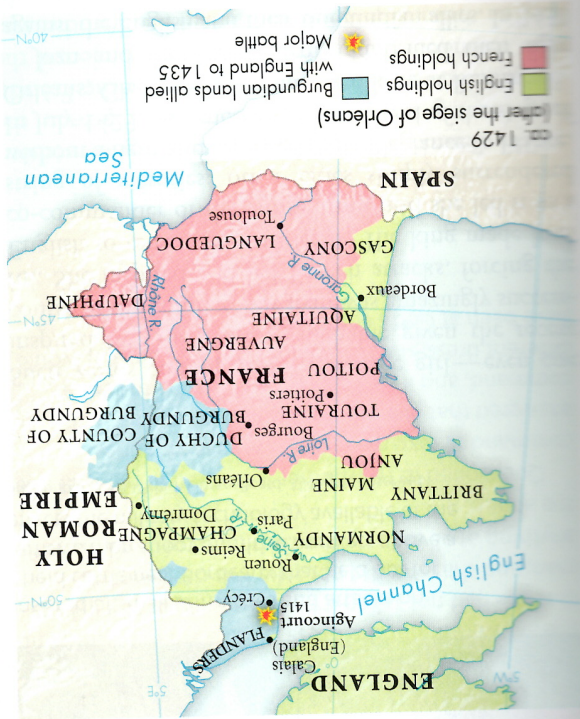 ENGLAND
5°W
0°
5°E
Calais
(England)
FLANDERS
Agincourt
1415
Crécy
English Channel
50°N
HOLY
ROMAN
EMPIRE
Rouen
NORMANDY
Reims
Seine R.
Paris
CHAMPAGNE
Domrémy
BRITTANY
MAINE
Orléans
ANJOU
Loire R.
Bourges
TOURAINE
Poitiers
POITOU
DUCHY OF
BURGUNDY
COUNTY OF
BURGUNDY
FRANCE
AUVERGNE
AQUITAINE
45°N
Bordeaux
Garonne R.
DAUPHINE
Rhône R.
GASCONY
LANGUEDOC
Toulouse
SPAIN
Mediterranean
Sea
ca. 1429
(after the siege of Orléans)
English holdings
French holdings
Burgundian lands allied
with England to 1435
Major battle
40°N